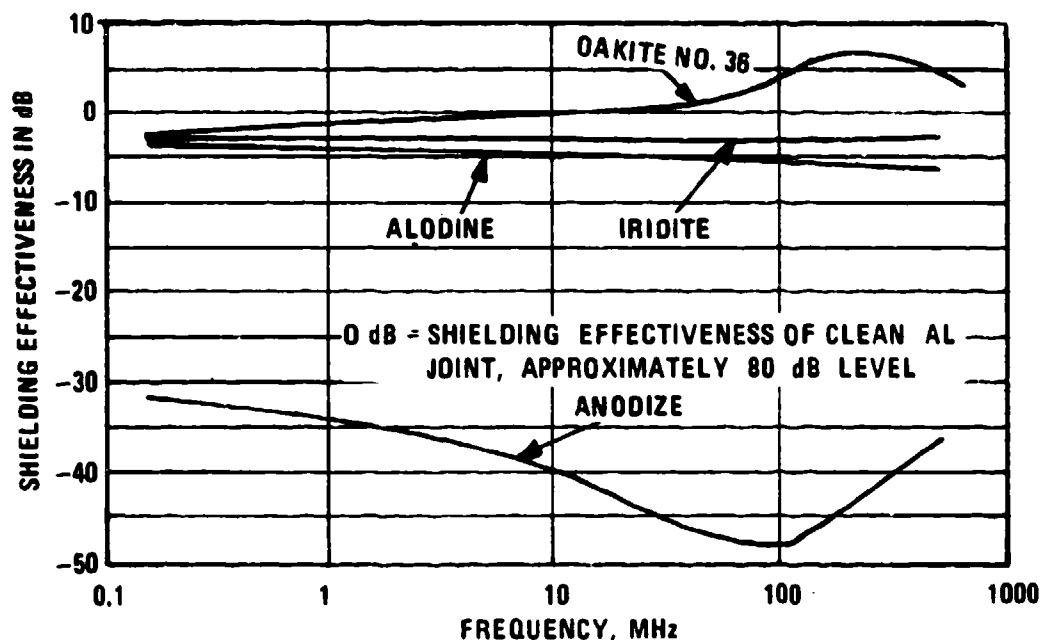 10
0
-10
-20
-30
-40
-50
SHIELDING EFFECTIVENESS IN dB
OAKITE NO. 36
ALODINE
IRIDITE
0 dB = SHIELDING EFFECTIVENESS OF CLEAN AL
JOINT, APPROXIMATELY 80 dB LEVEL
ANODIZE
0.1 1 10 100 1000
FREQUENCY, MHz